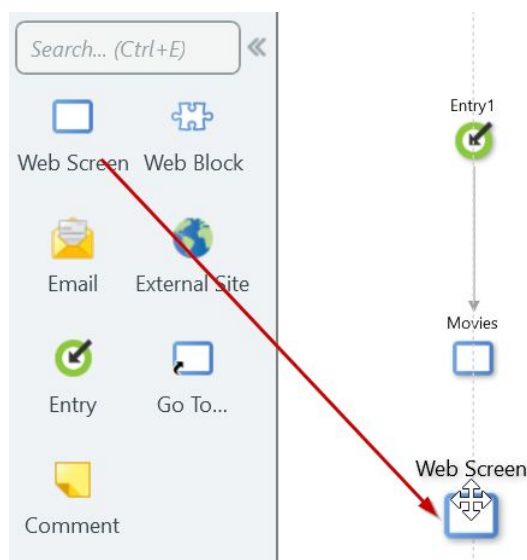 Search... (Ctrl+E)
Web Screen Web Block
Email External Site
Entry Go To...
Comment
Entry1
Movies
Web Screen